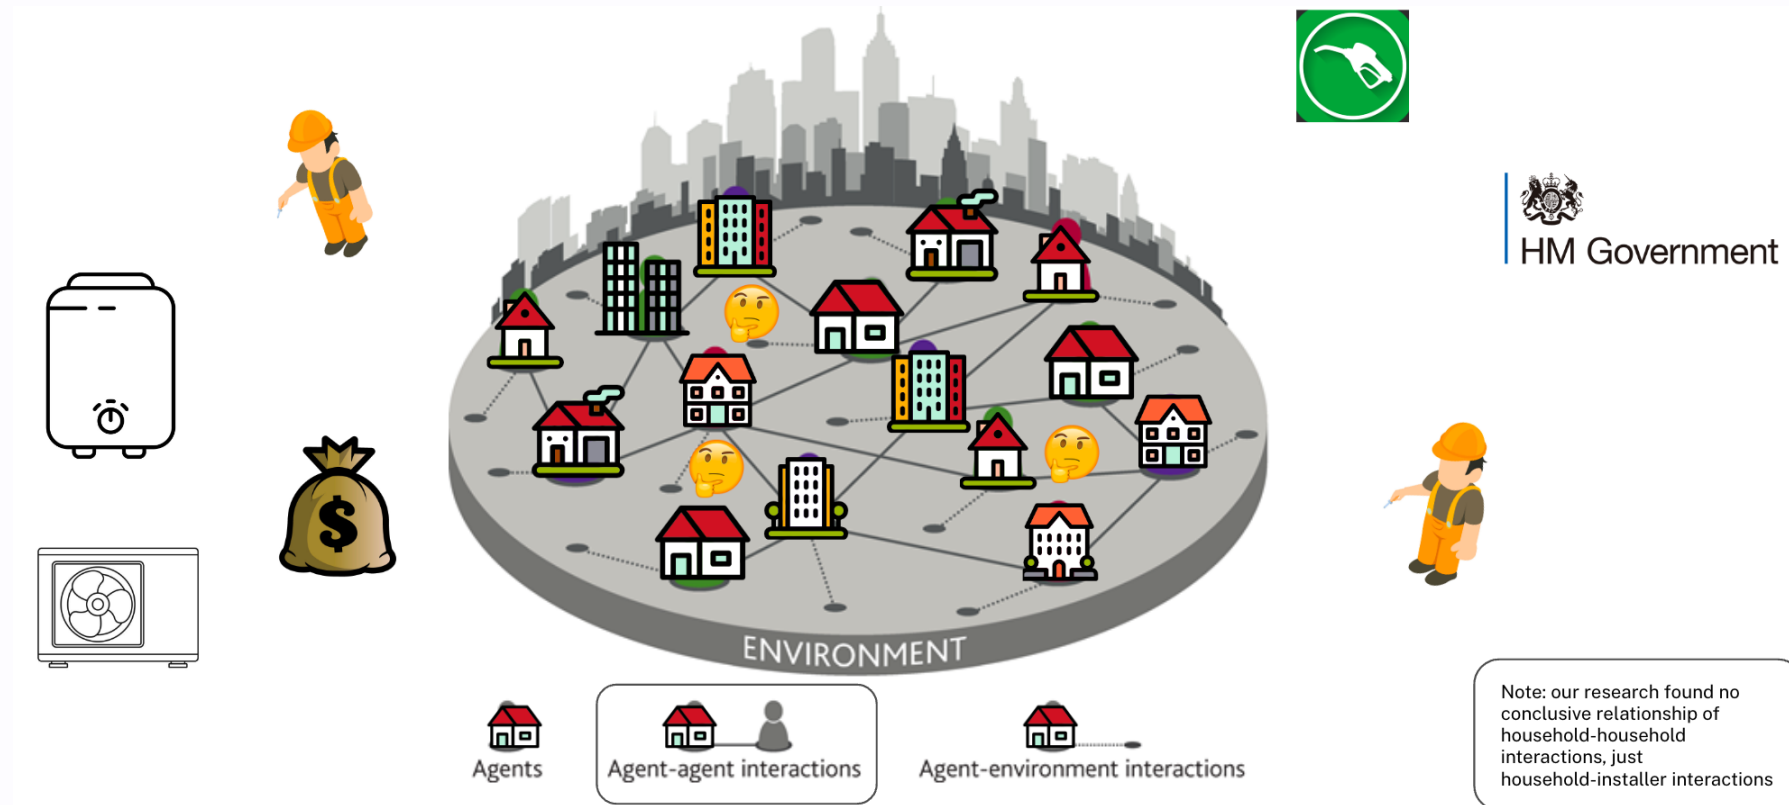 HM Government
$
ENVIRONMENT
Agents
Agent-agent interactions
Agent-environment interactions
Note: our research found no
conclusive relationship of
household-household
interactions, just
household-installer interactions